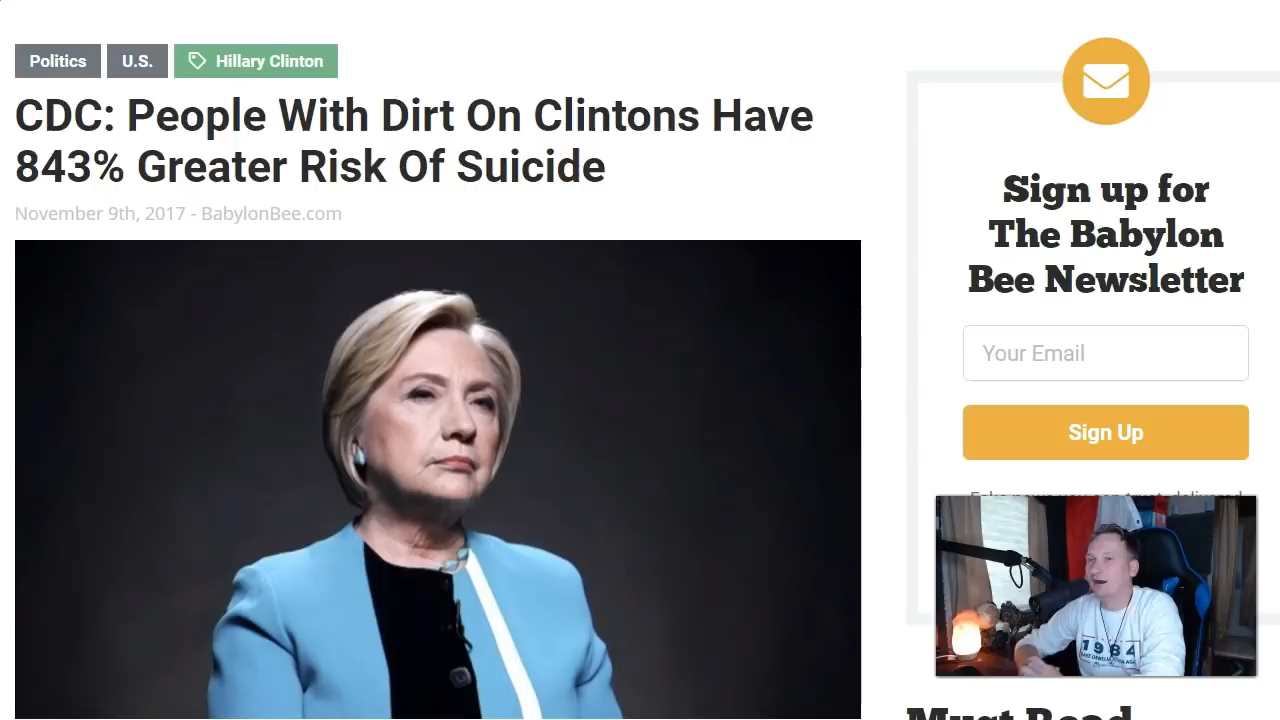 Politics
U.S.
Hillary Clinton
CDC: People With Dirt On Clintons Have
843% Greater Risk Of Suicide
November 9th, 2017 - BabylonBee.com
Sign up for
The Babylon
Bee Newsletter
Your Email
Sign Up
1984
Must Read